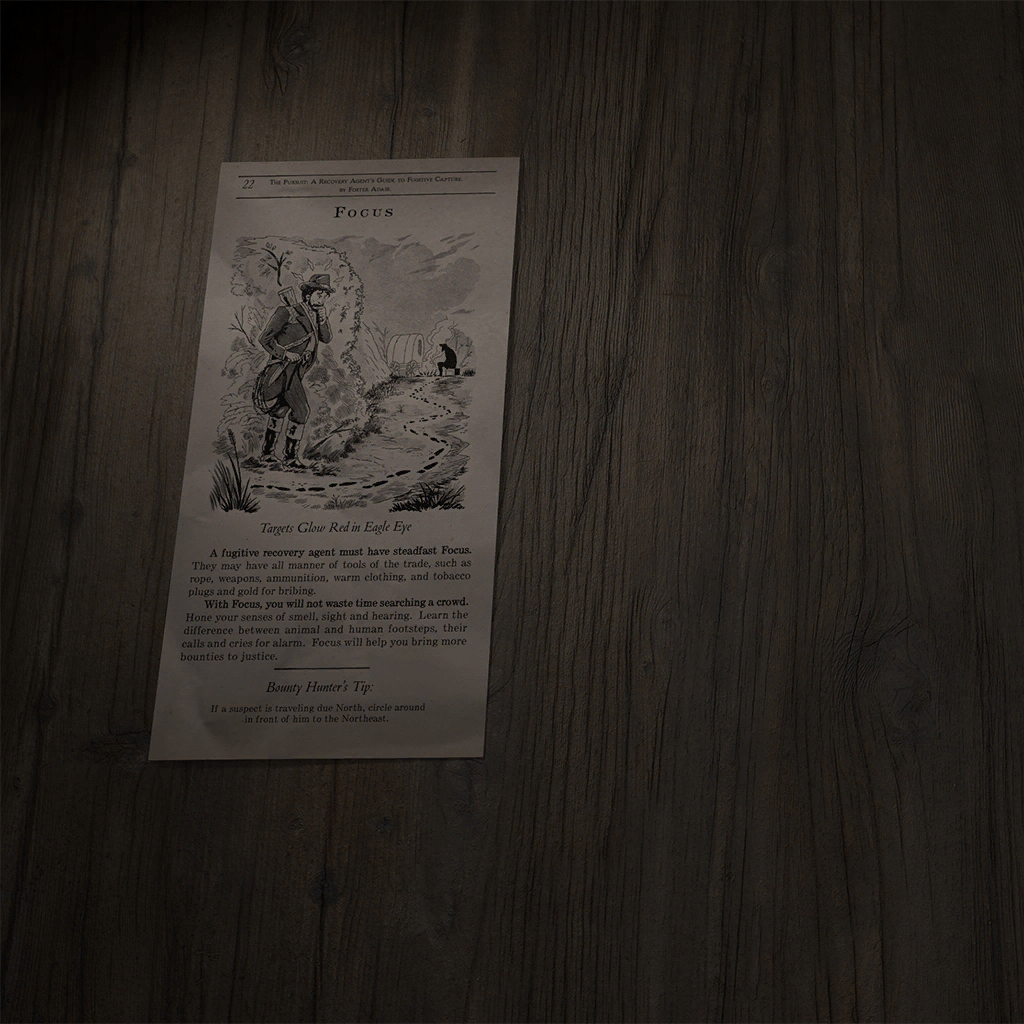 22
THE PURSUIT: A RECOVERY AGENT'S GUIDE TO FUGITIVE CAPTURE.
BY FOSTER ADAIR.
FOCUS
Targets Glow Red in Eagle Eye
A fugitive recovery agent must have steadfast Focus.
They may have all manner of tools of the trade, such as
rope, weapons, ammunition, warm clothing, and tobacco
plugs and gold for bribing.
With Focus, you will not waste time searching a crowd.
Hone your senses of smell, sight and hearing. Learn the
difference between animal and human footsteps, their
calls and cries for alarm. Focus will help you bring more
bounties to justice.
Bounty Hunter's Tip:
If a suspect is traveling due North, circle around
in front of him to the Northeast.